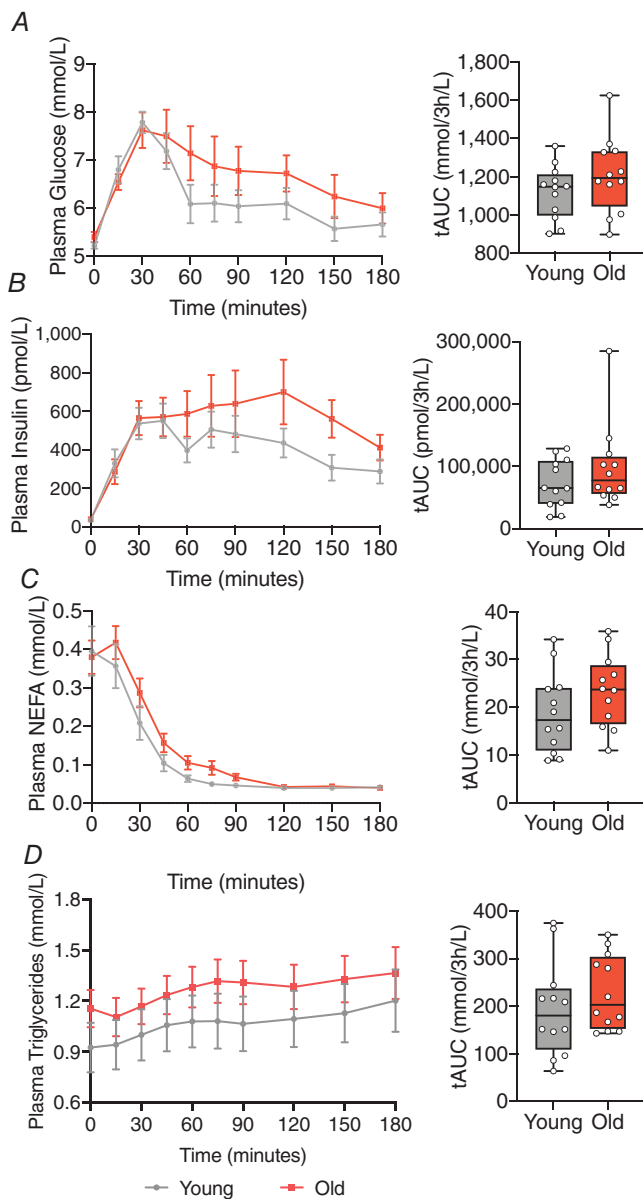 A
Plasma Glucose (mmol/L)
9
8
7
6
5
0 30 60 90 120 150 180
Time (minutes)
tAUC (mmol/3h/L)
1,800
1,600
1,400
1,200
1,000
800
Young Old
B
Plasma Insulin (pmol/L)
1,000
800
600
400
200
0
0 30 60 90 120 150 180
Time (minutes)
tAUC (pmol/3h/L)
300,000
200,000
100,000
0
Young Old
C
Plasma NEFA (mmol/L)
0.5
0.4
0.3
0.2
0.1
0.0
0 30 60 90 120 150 180
Time (minutes)
tAUC (mmol/3h/L)
40
30
20
10
0
Young Old
D
Plasma Triglycerides (mmol/L)
1.8
1.5
1.2
0.9
0.6
0 30 60 90 120 150 180
Time (minutes)
tAUC (mmol/3h/L)
400
300
200
100
0
Young Old
Young Old